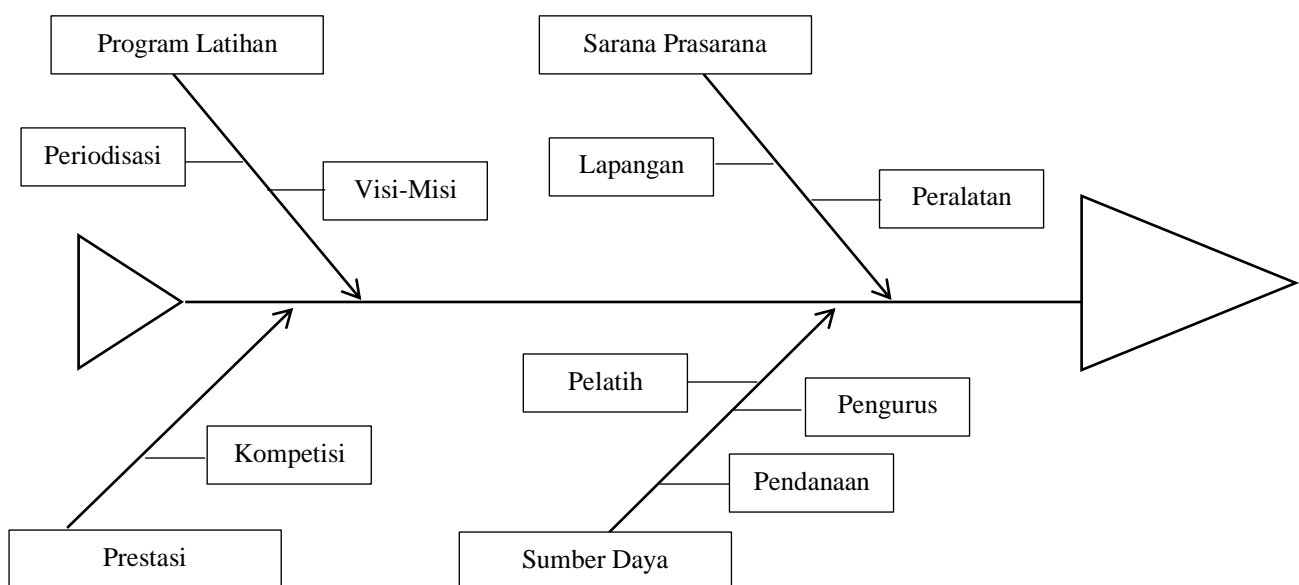 Program Latihan
Sarana Prasarana
Periodisasi
Visi-Misi
Lapangan
Peralatan
Pelatih
Pengurus
Kompetisi
Pendanaan
Prestasi
Sumber Daya